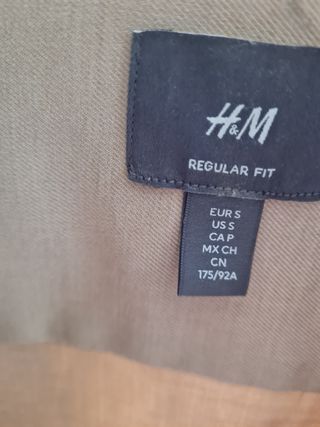 H&M
REGULAR FIT
EUR S
US S
CA P
MX CH
CN
175/92A